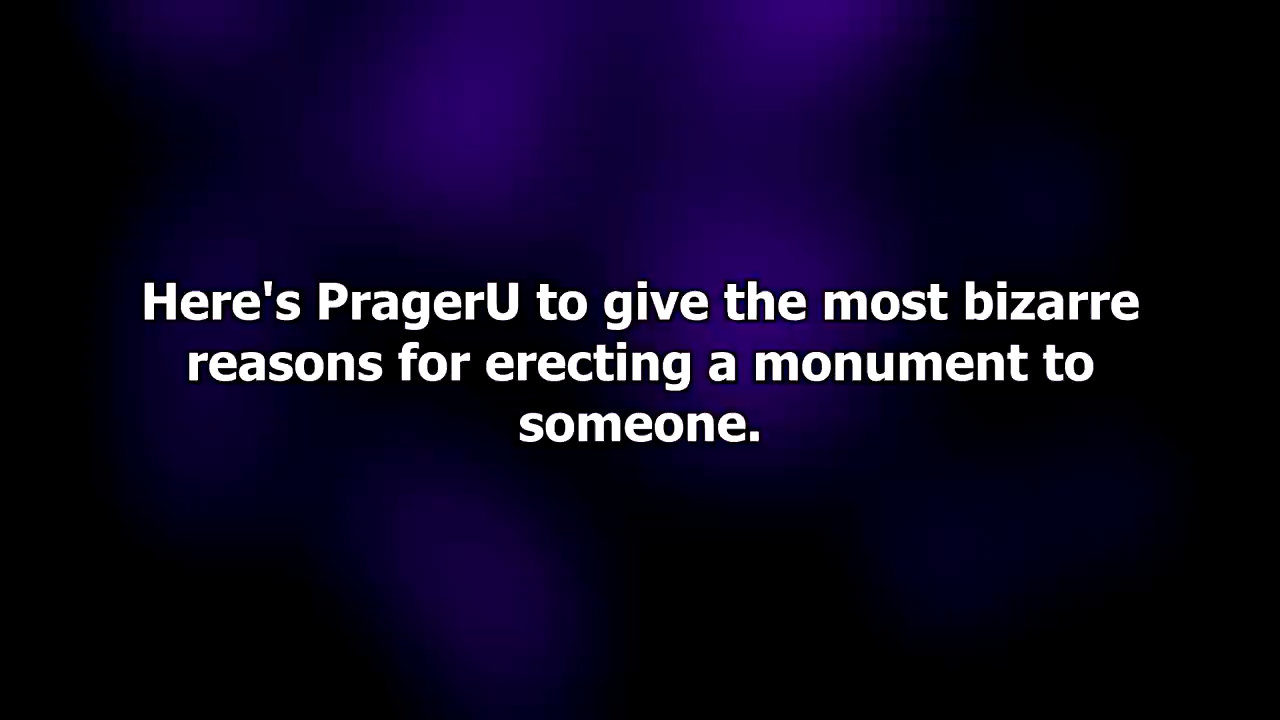 Here's PragerU to give the most bizarre
reasons for erecting a monument to
someone.